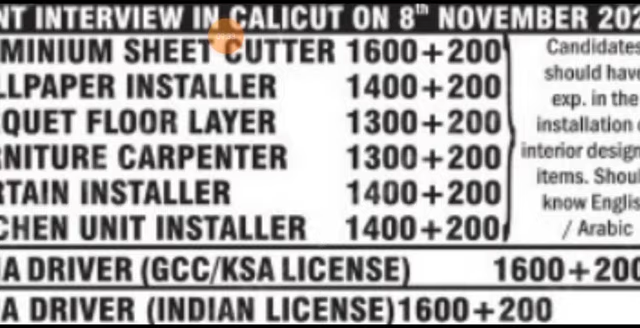 NT INTERVIEW IN CALICUT ON 8th NOVEMBER 202
MINIUM SHEET CUTTER 1600+200
LLPAPER INSTALLER 1400+200
QUET FLOOR LAYER 1300+200
RNITURE CARPENTER 1300+200
RTAIN INSTALLER 1400+200
CHEN UNIT INSTALLER 1400+200
Candidates
should have
exp. in the
installation o
interior design
items. Shoul
know Englis
/ Arabic
A DRIVER (GCC/KSA LICENSE) 1600+200
A DRIVER (INDIAN LICENSE)1600+200